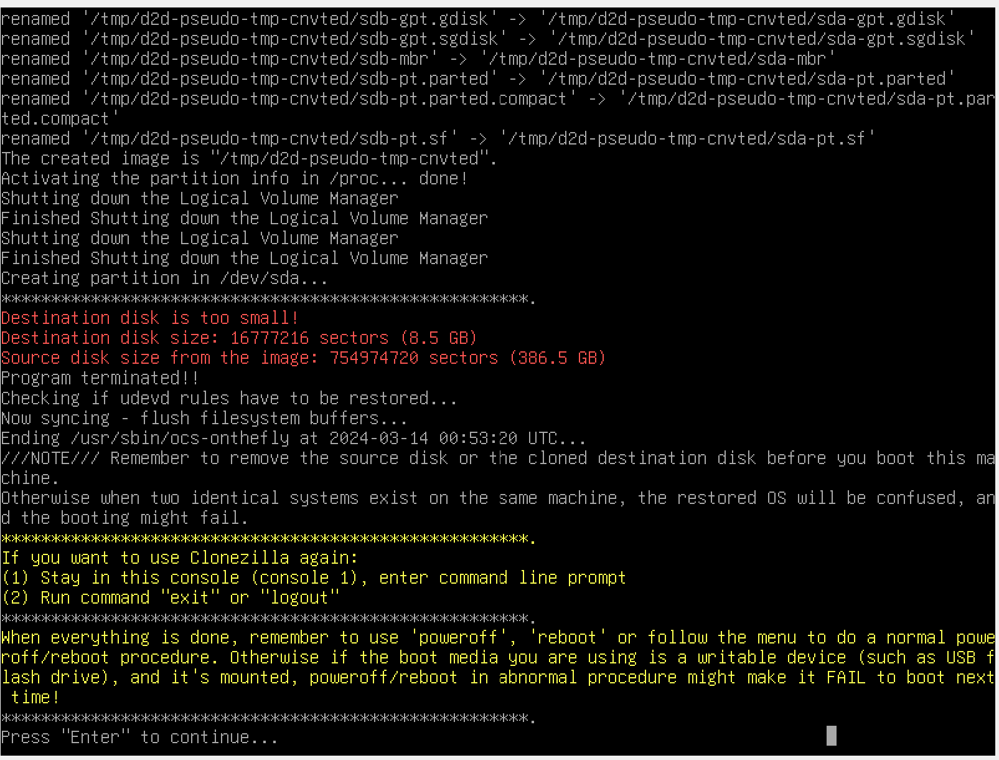 renamed '/tmp/d2d-pseudo-tmp-cnvted/sdb-gpt.gdisk' -> '/tmp/d2d-pseudo-tmp-cnvted/sda-gpt.gdisk'
renamed '/tmp/d2d-pseudo-tmp-cnvted/sdb-gpt.sgdisk' -> '/tmp/d2d-pseudo-tmp-cnvted/sda-gpt.sgdisk'
renamed '/tmp/d2d-pseudo-tmp-cnvted/sdb-mbr' -> '/tmp/d2d-pseudo-tmp-cnvted/sda-mbr'
renamed '/tmp/d2d-pseudo-tmp-cnvted/sdb-pt.parted' -> '/tmp/d2d-pseudo-tmp-cnvted/sda-pt.parted'
renamed '/tmp/d2d-pseudo-tmp-cnvted/sdb-pt.parted.compact' -> '/tmp/d2d-pseudo-tmp-cnvted/sda-pt.par
ted.compact'
renamed '/tmp/d2d-pseudo-tmp-cnvted/sdb-pt.sf' -> '/tmp/d2d-pseudo-tmp-cnvted/sda-pt.sf'
The created image is "/tmp/d2d-pseudo-tmp-cnvted".
Activating the partition info in /proc... done!
Shutting down the Logical Volume Manager
Finished Shutting down the Logical Volume Manager
Shutting down the Logical Volume Manager
Finished Shutting down the Logical Volume Manager
Creating partition in /dev/sda...
*****************************************************.
Destination disk is too small!
Destination disk size: 16777216 sectors (8.5 GB)
Source disk size from the image: 754974720 sectors (386.5 GB)
Program terminated!!
Checking if udevd rules have to be restored...
Now syncing - flush filesystem buffers...
Ending /usr/sbin/ocs-onthefly at 2024-03-14 00:53:20 UTC...
///NOTE/// Remember to remove the source disk or the cloned destination disk before you boot this ma
chine.
Otherwise when two identical systems exist on the same machine, the restored OS will be confused, an
d the booting might fail.
*****************************************************.
If you want to use Clonezilla again:
(1) Stay in this console (console 1), enter command line prompt
(2) Run command "exit" or "logout"
*****************************************************.
When everything is done, remember to use 'poweroff', 'reboot' or follow the menu to do a normal powe
roff/reboot procedure. Otherwise if the boot media you are using is a writable device (such as USB f
lash drive), and it's mounted, poweroff/reboot in abnormal procedure might make it FAIL to boot next
 time!
*****************************************************.
Press "Enter" to continue...